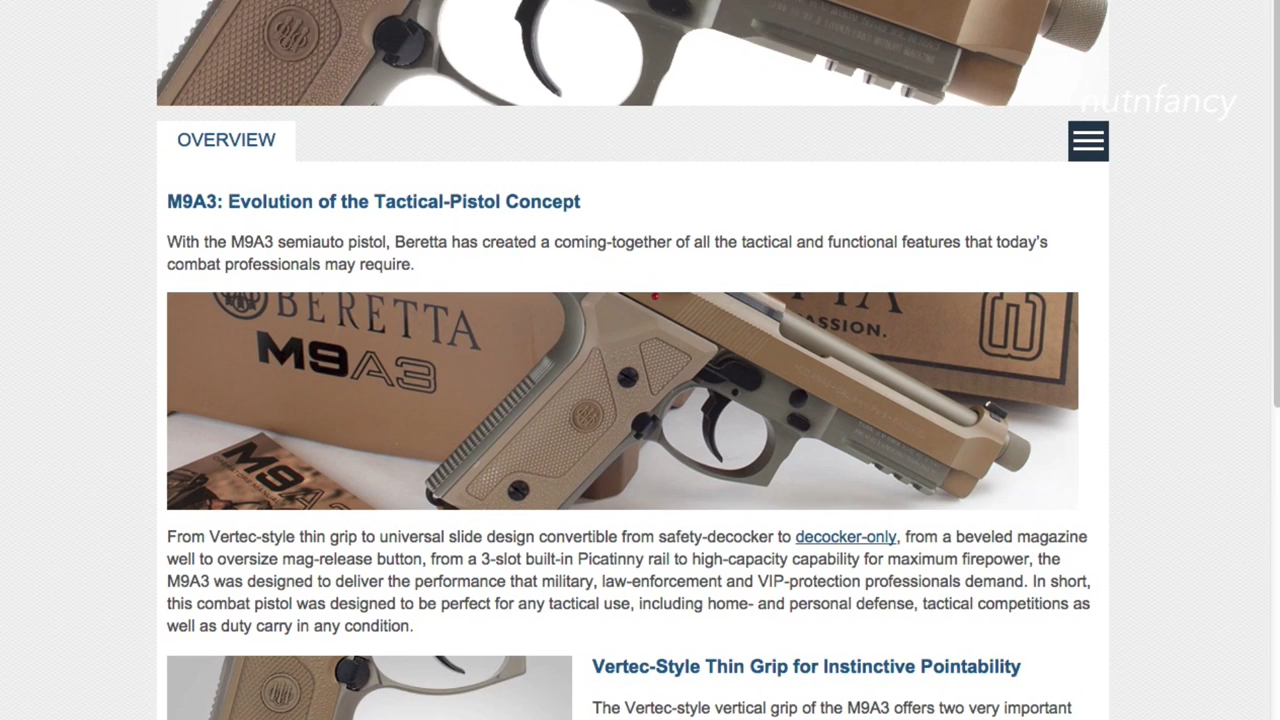 nutnfancy
OVERVIEW
M9A3: Evolution of the Tactical-Pistol Concept
With the M9A3 semiauto pistol, Beretta has created a coming-together of all the tactical and functional features that today's
combat professionals may require.
BERETTA
M9A3
PASSION.
M9A3
From Vertec-style thin grip to universal slide design convertible from safety-decocker to decocker-only, from a beveled magazine
well to oversize mag-release button, from a 3-slot built-in Picatinny rail to high-capacity capability for maximum firepower, the
M9A3 was designed to deliver the performance that military, law-enforcement and VIP-protection professionals demand. In short,
this combat pistol was designed to be perfect for any tactical use, including home- and personal defense, tactical competitions as
well as duty carry in any condition.
Vertec-Style Thin Grip for Instinctive Pointability
The Vertec-style vertical grip of the M9A3 offers two very important